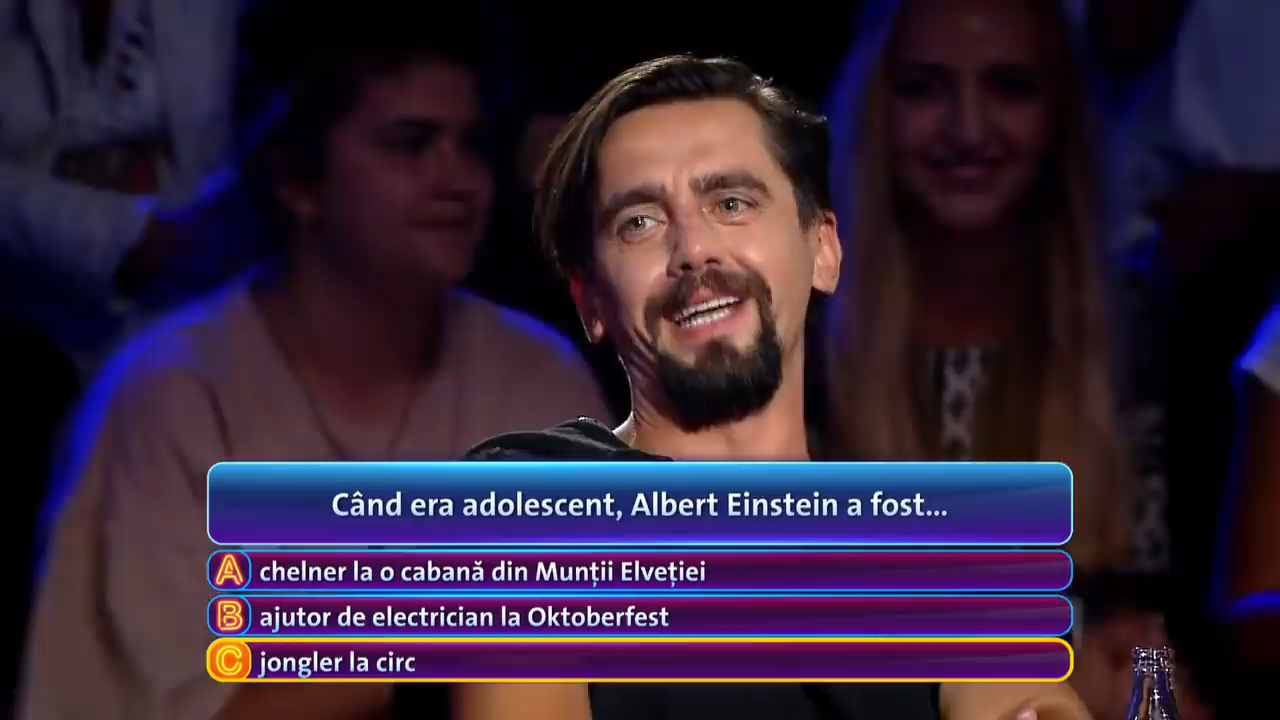 Când era adolescent, Albert Einstein a fost...
A chelner la o cabană din Munții Elveției
B ajutor de electrician la Oktoberfest
C jongler la circ